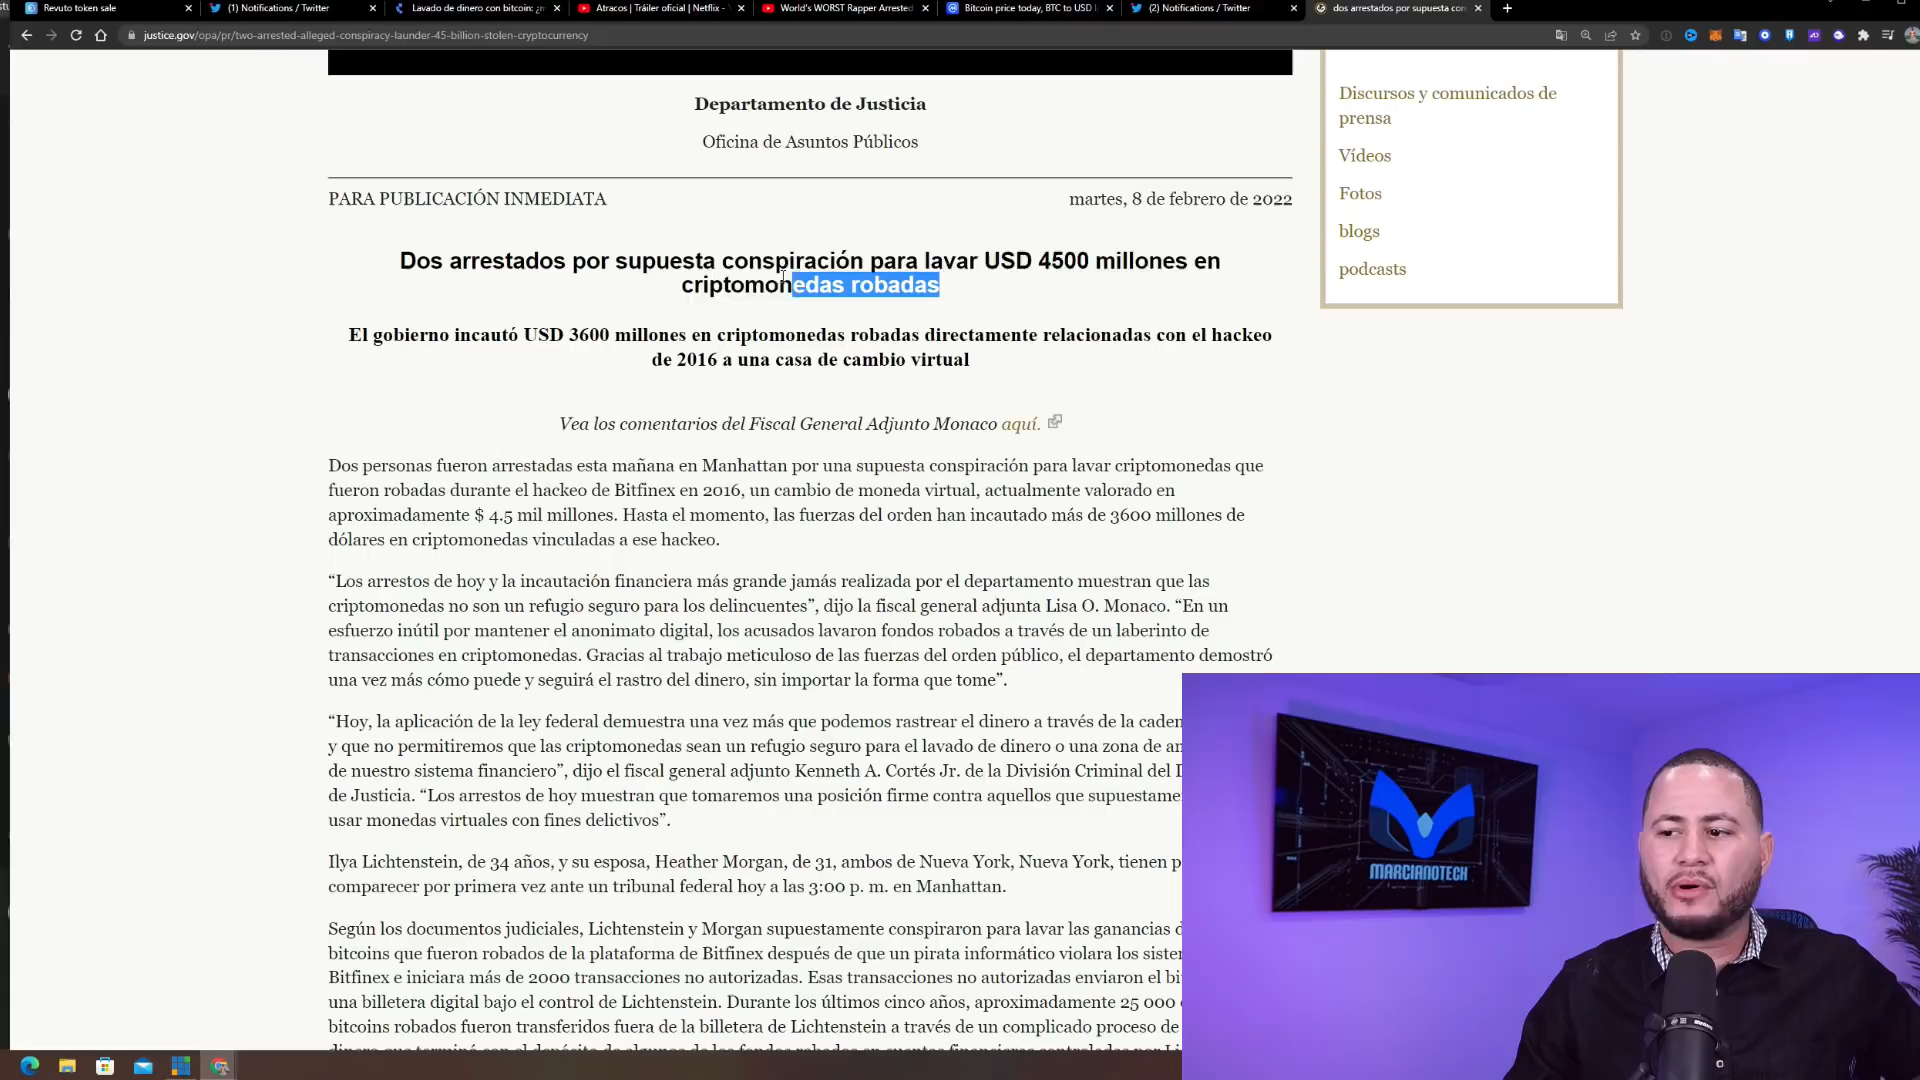 Revuto token sale
(1) Notifications / Twitter
Lavado de dinero con bitcoin: ¿m
Atracos | Tráiler oficial | Netflix -
World's WORST Rapper Arrested
Bitcoin price today, BTC to USD l
(2) Notifications / Twitter
dos arrestados por supuesta con
justice.gov/opa/pr/two-arrested-alleged-conspiracy-launder-45-billion-stolen-cryptocurrency
Departamento de Justicia
Oficina de Asuntos Públicos
PARA PUBLICACIÓN INMEDIATA
martes, 8 de febrero de 2022
Dos arrestados por supuesta conspiración para lavar USD 4500 millones en
criptomonedas robadas
El gobierno incautó USD 3600 millones en criptomonedas robadas directamente relacionadas con el hackeo
de 2016 a una casa de cambio virtual
Vea los comentarios del Fiscal General Adjunto Monaco aquí.
Dos personas fueron arrestadas esta mañana en Manhattan por una supuesta conspiración para lavar criptomonedas que
fueron robadas durante el hackeo de Bitfinex en 2016, un cambio de moneda virtual, actualmente valorado en
aproximadamente $ 4.5 mil millones. Hasta el momento, las fuerzas del orden han incautado más de 3600 millones de
dólares en criptomonedas vinculadas a ese hackeo.
“Los arrestos de hoy y la incautación financiera más grande jamás realizada por el departamento muestran que las
criptomonedas no son un refugio seguro para los delincuentes”, dijo la fiscal general adjunta Lisa O. Monaco. “En un
esfuerzo inútil por mantener el anonimato digital, los acusados lavaron fondos robados a través de un laberinto de
transacciones en criptomonedas. Gracias al trabajo meticuloso de las fuerzas del orden público, el departamento demostró
una vez más cómo puede y seguirá el rastro del dinero, sin importar la forma que tome”.
“Hoy, la aplicación de la ley federal demuestra una vez más que podemos rastrear el dinero a través de la caden
y que no permitiremos que las criptomonedas sean un refugio seguro para el lavado de dinero o una zona de an
de nuestro sistema financiero”, dijo el fiscal general adjunto Kenneth A. Cortés Jr. de la División Criminal del D
de Justicia. “Los arrestos de hoy muestran que tomaremos una posición firme contra aquellos que supuestame
usar monedas virtuales con fines delictivos”.
Ilya Lichtenstein, de 34 años, y su esposa, Heather Morgan, de 31, ambos de Nueva York, Nueva York, tienen p
comparecer por primera vez ante un tribunal federal hoy a las 3:00 p. m. en Manhattan.
Según los documentos judiciales, Lichtenstein y Morgan supuestamente conspiraron para lavar las ganancias d
bitcoins que fueron robados de la plataforma de Bitfinex después de que un pirata informático violara los sister
Bitfinex e iniciara más de 2000 transacciones no autorizadas. Esas transacciones no autorizadas enviaron el bi
una billetera digital bajo el control de Lichtenstein. Durante los últimos cinco años, aproximadamente 25 000
bitcoins robados fueron transferidos fuera de la billetera de Lichtenstein a través de un complicado proceso de
Discursos y comunicados de
prensa
Vídeos
Fotos
blogs
podcasts
MARCIANOTECH